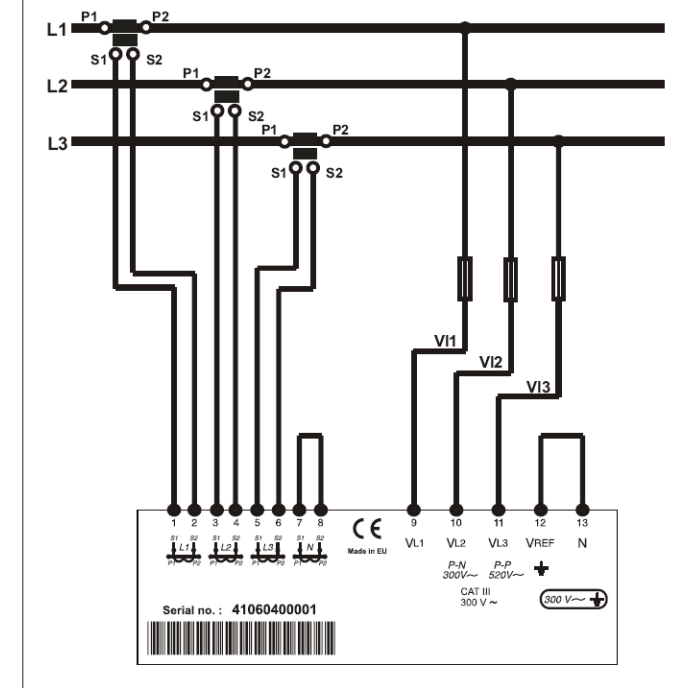 P1 P2
L1
S1 S2
P1 P2
L2
S1 S2
P1 P2
L3
S1 S2
VI1
VI2
VI3
1 2 3 4 5 6 7 8 9 10 11 12 13
S1 S2 S1 S2 S1 S2 S1 S2
L1 L2 L3 N
P1 P2 P1 P2 P1 P2 P1 P2
CE
Made in EU
VL1 VL2 VL3 VREF N
P-N P-P
300V~ 520V~
CAT III
300 V ~
300 V~
Serial no. : 41060400001